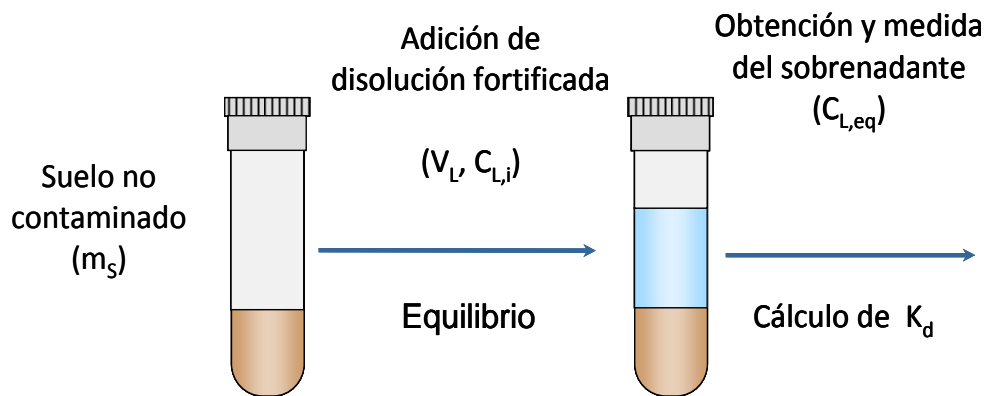 Suelo no
contaminado
(mS)
Adición de
disolución fortificada
(VL, CL,i)
Equilibrio
Obtención y medida
del sobrenadante
(CL,eq)
Cálculo de Kd